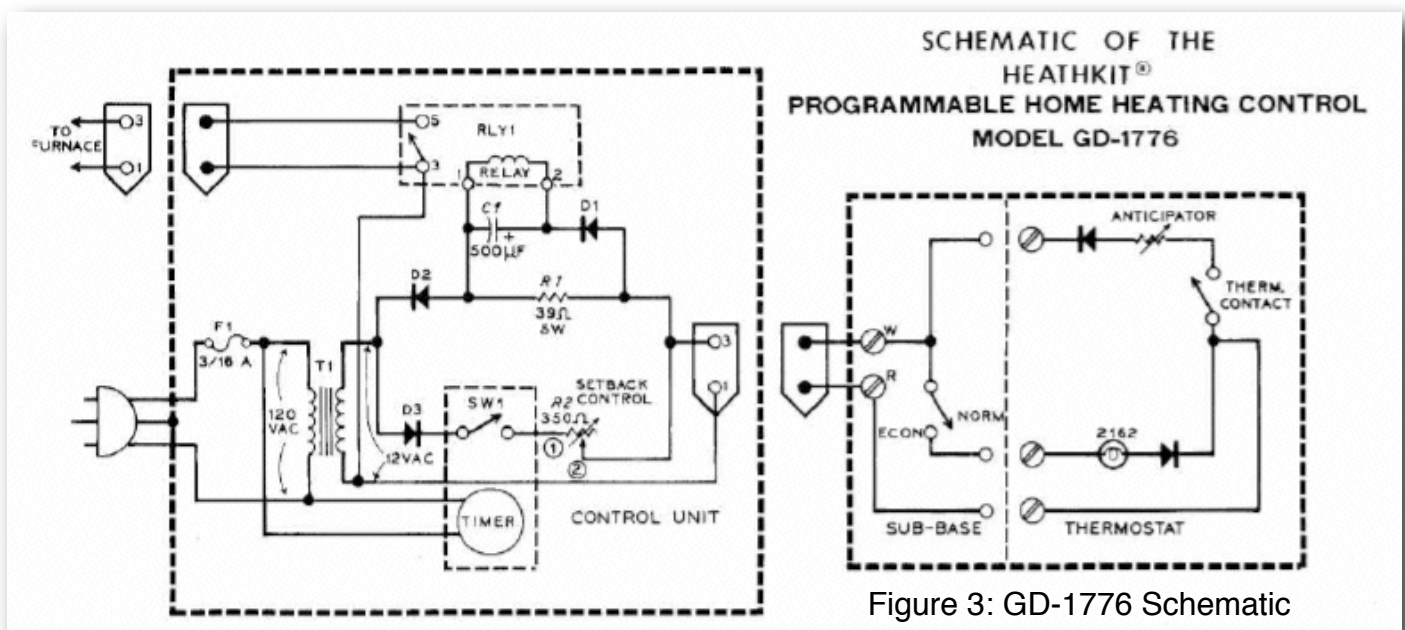 SCHEMATIC OF THE
HEATHKIT®
PROGRAMMABLE HOME HEATING CONTROL
MODEL GD-1776
TO
FURNACE
3
1
5
RLY1
3
RELAY
1
2
C1
+
500µF
D1
D2
R1
39Ω
5W
F1
3/16 A
T1
120
VAC
12VAC
D3
SW1
R2
350Ω
SETBACK
CONTROL
1
2
3
1
TIMER
CONTROL UNIT
W
R
NORM
ECON
SUB-BASE
ANTICIPATOR
THERM.
CONTACT
2162
THERMOSTAT
Figure 3: GD-1776 Schematic